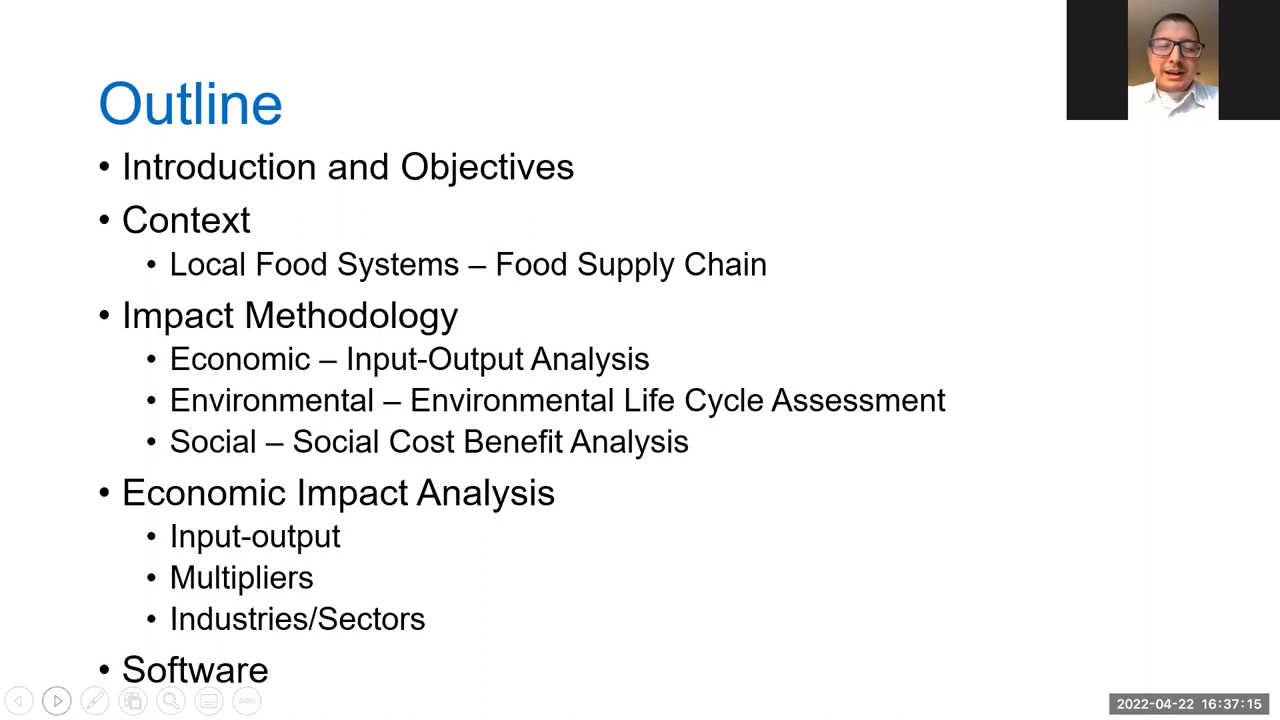 Outline
• Introduction and Objectives
• Context
• Local Food Systems – Food Supply Chain
• Impact Methodology
• Economic – Input-Output Analysis
• Environmental – Environmental Life Cycle Assessment
• Social – Social Cost Benefit Analysis
• Economic Impact Analysis
• Input-output
• Multipliers
• Industries/Sectors
• Software
2022-04-22 16:37:15